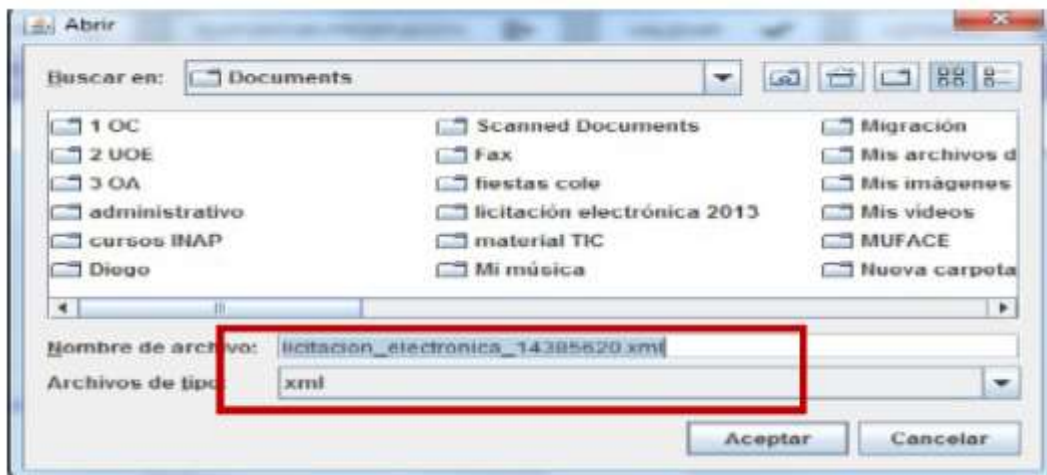 Abrir
Buscar en: Documents
1 OC
2 UOE
3 OA
administrativo
cursos INAP
Diego
Scanned Documents
Fax
fiestas cole
licitación electrónica 2013
material TIC
Mi música
Migración
Mis archivos d
Mis imágenes
Mis vídeos
MUFACE
Nueva carpeta
Nombre de archivo: licitacion_electronica_14385620.xml
Archivos de tipo: xml
Aceptar Cancelar